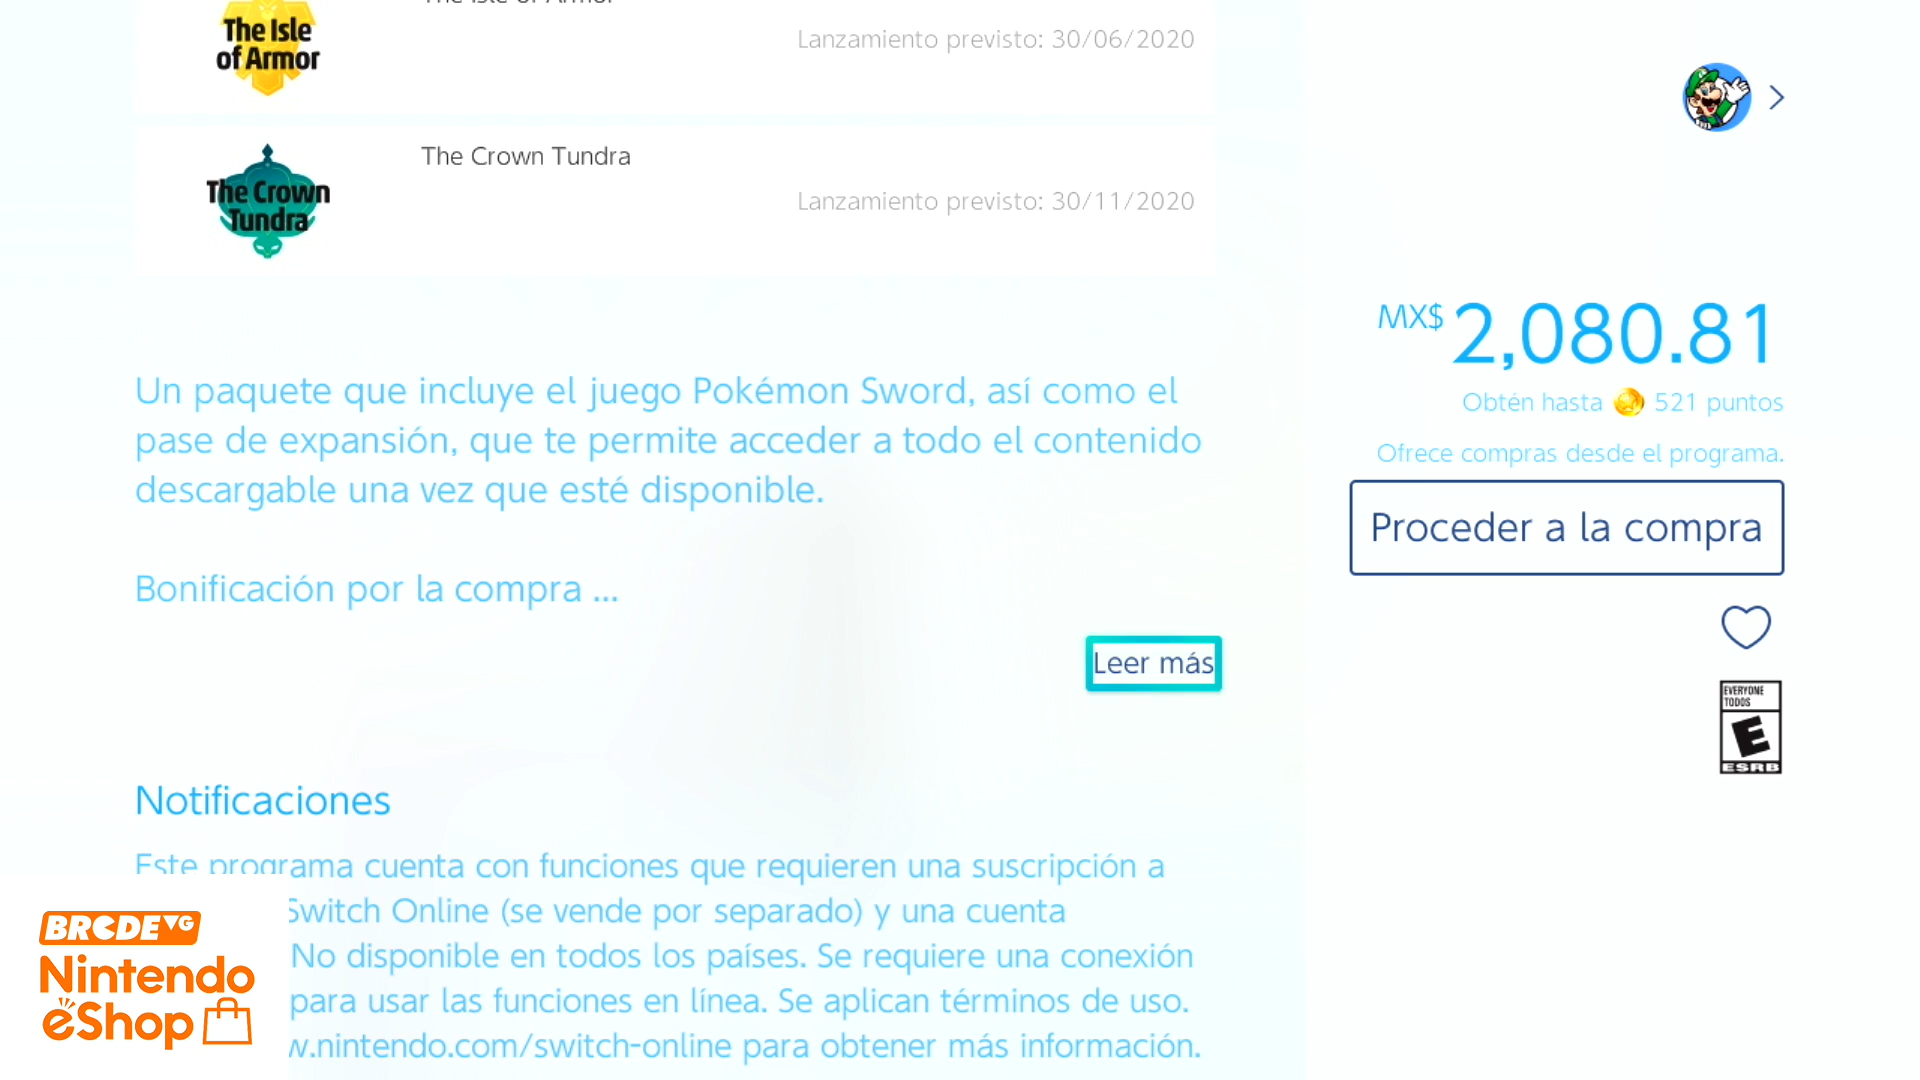 The Isle
of Armor
The Isle of Armor
Lanzamiento previsto: 30/06/2020
The Crown
Tundra
The Crown Tundra
Lanzamiento previsto: 30/11/2020
MX$ 2,080.81
Obtén hasta 521 puntos
Ofrece compras desde el programa.
Proceder a la compra
EVERYONE
TODOS
E
ESRB
Un paquete que incluye el juego Pokémon Sword, así como el
pase de expansión, que te permite acceder a todo el contenido
descargable una vez que esté disponible.
Bonificación por la compra ...
Leer más
Notificaciones
Este programa cuenta con funciones que requieren una suscripción a
Switch Online (se vende por separado) y una cuenta
No disponible en todos los países. Se requiere una conexión
para usar las funciones en línea. Se aplican términos de uso.
w.nintendo.com/switch-online para obtener más información.
BRCDEVG
Nintendo
eShop